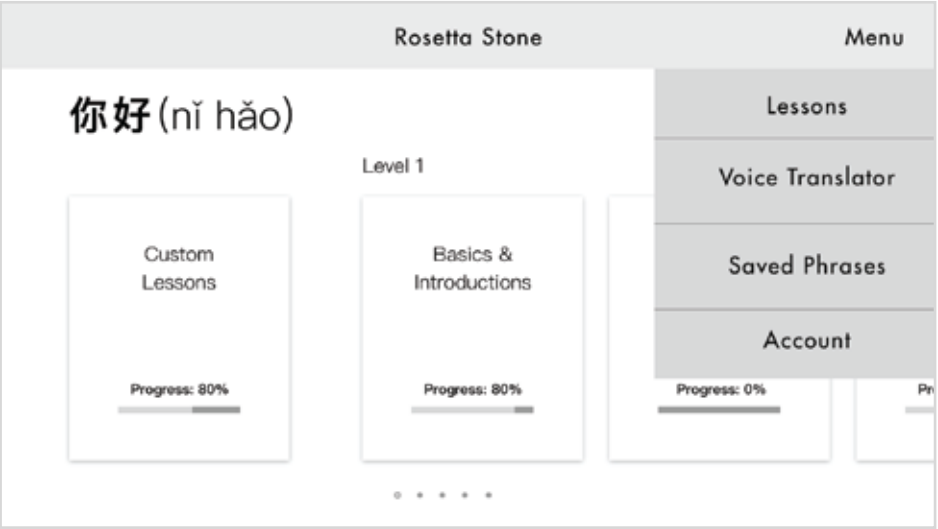 Rosetta Stone
Menu
Lessons
Voice Translator
Saved Phrases
Account
你好(nǐ hǎo)
Level 1
Custom
Lessons
Progress: 80%
Basics &
Introductions
Progress: 80%
Progress: 0%